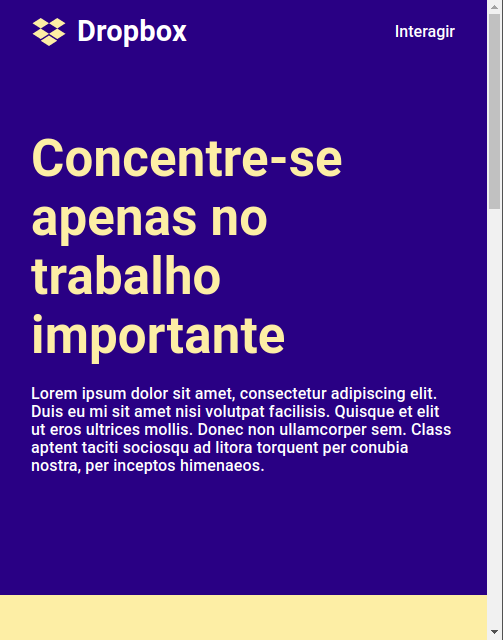 Dropbox
Interagir
Concentre-se
apenas no
trabalho
importante
Lorem ipsum dolor sit amet, consectetur adipiscing elit.
Duis eu mi sit amet nisi volutpat facilisis. Quisque et elit
ut eros ultrices mollis. Donec non ullamcorper sem. Class
aptent taciti sociosqu ad litora torquent per conubia
nostra, per inceptos himenaeos.